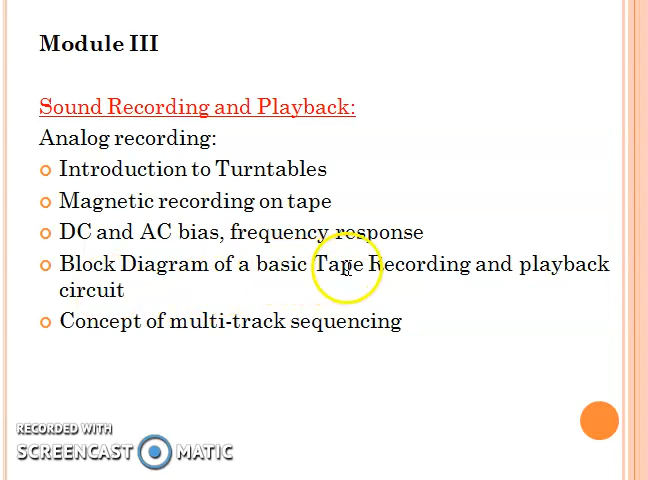 Module III
Sound Recording and Playback:
Analog recording:
Introduction to Turntables
Magnetic recording on tape
DC and AC bias, frequency response
Block Diagram of a basic Tape Recording and playback
circuit
Concept of multi-track sequencing
RECORDED WITH
SCREENCAST MATIC